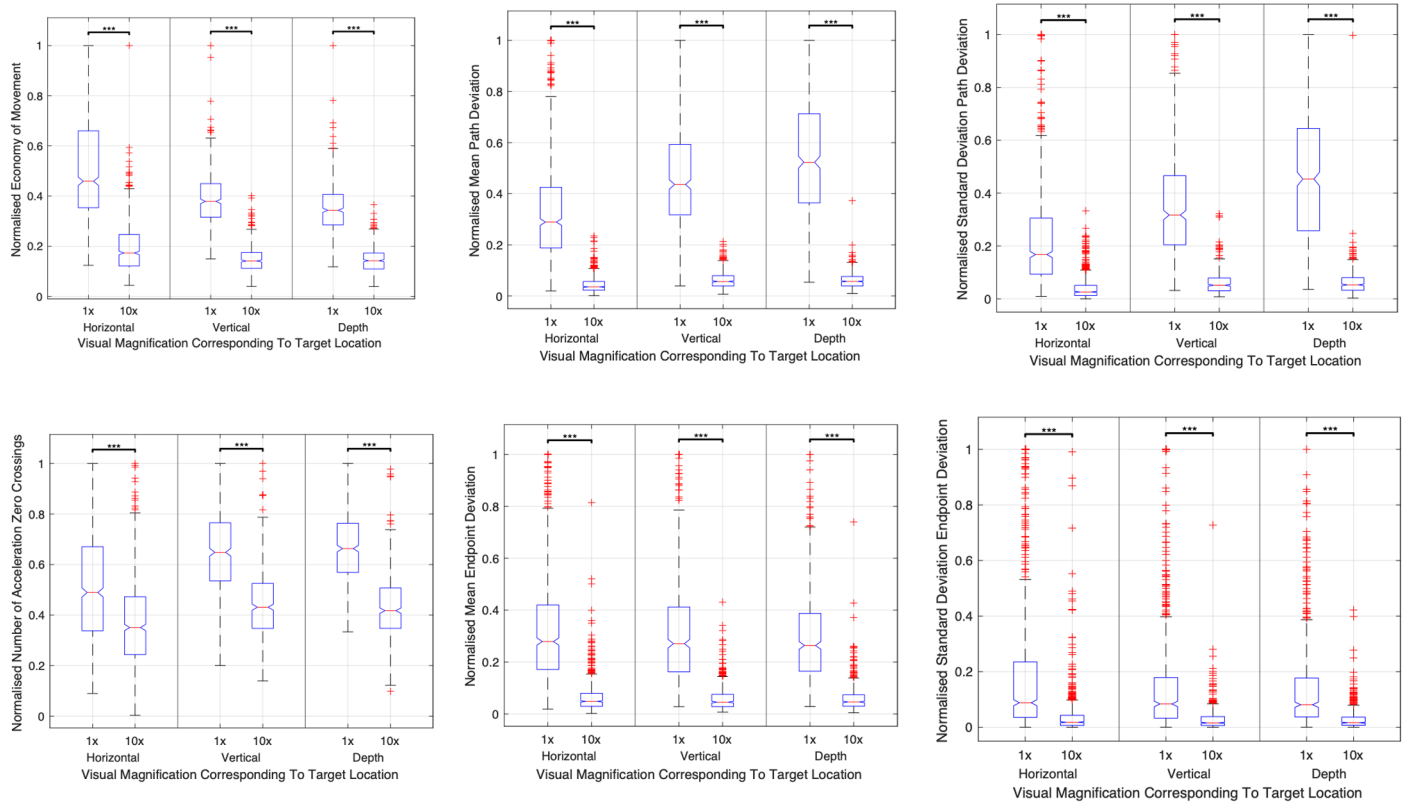 Normalised Economy of Movement
1
0.8
0.6
0.4
0.2
0
***
***
***
1x 10x 1x 10x 1x 10x
Horizontal Vertical Depth
Visual Magnification Corresponding To Target Location
Normalised Mean Path Deviation
1
0.8
0.6
0.4
0.2
0
***
***
***
1x 10x 1x 10x 1x 10x
Horizontal Vertical Depth
Visual Magnification Corresponding To Target Location
Normalised Standard Deviation Path Deviation
1
0.8
0.6
0.4
0.2
0
***
***
***
1x 10x 1x 10x 1x 10x
Horizontal Vertical Depth
Visual Magnification Corresponding To Target Location
Normalised Number of Acceleration Zero Crossings
1
0.8
0.6
0.4
0.2
0
***
***
***
1x 10x 1x 10x 1x 10x
Horizontal Vertical Depth
Visual Magnification Corresponding To Target Location
Normalised Mean Endpoint Deviation
1
0.8
0.6
0.4
0.2
0
***
***
***
1x 10x 1x 10x 1x 10x
Horizontal Vertical Depth
Visual Magnification Corresponding To Target Location
Normalised Standard Deviation Endpoint Deviation
1
0.8
0.6
0.4
0.2
0
***
***
***
1x 10x 1x 10x 1x 10x
Horizontal Vertical Depth
Visual Magnification Corresponding To Target Location